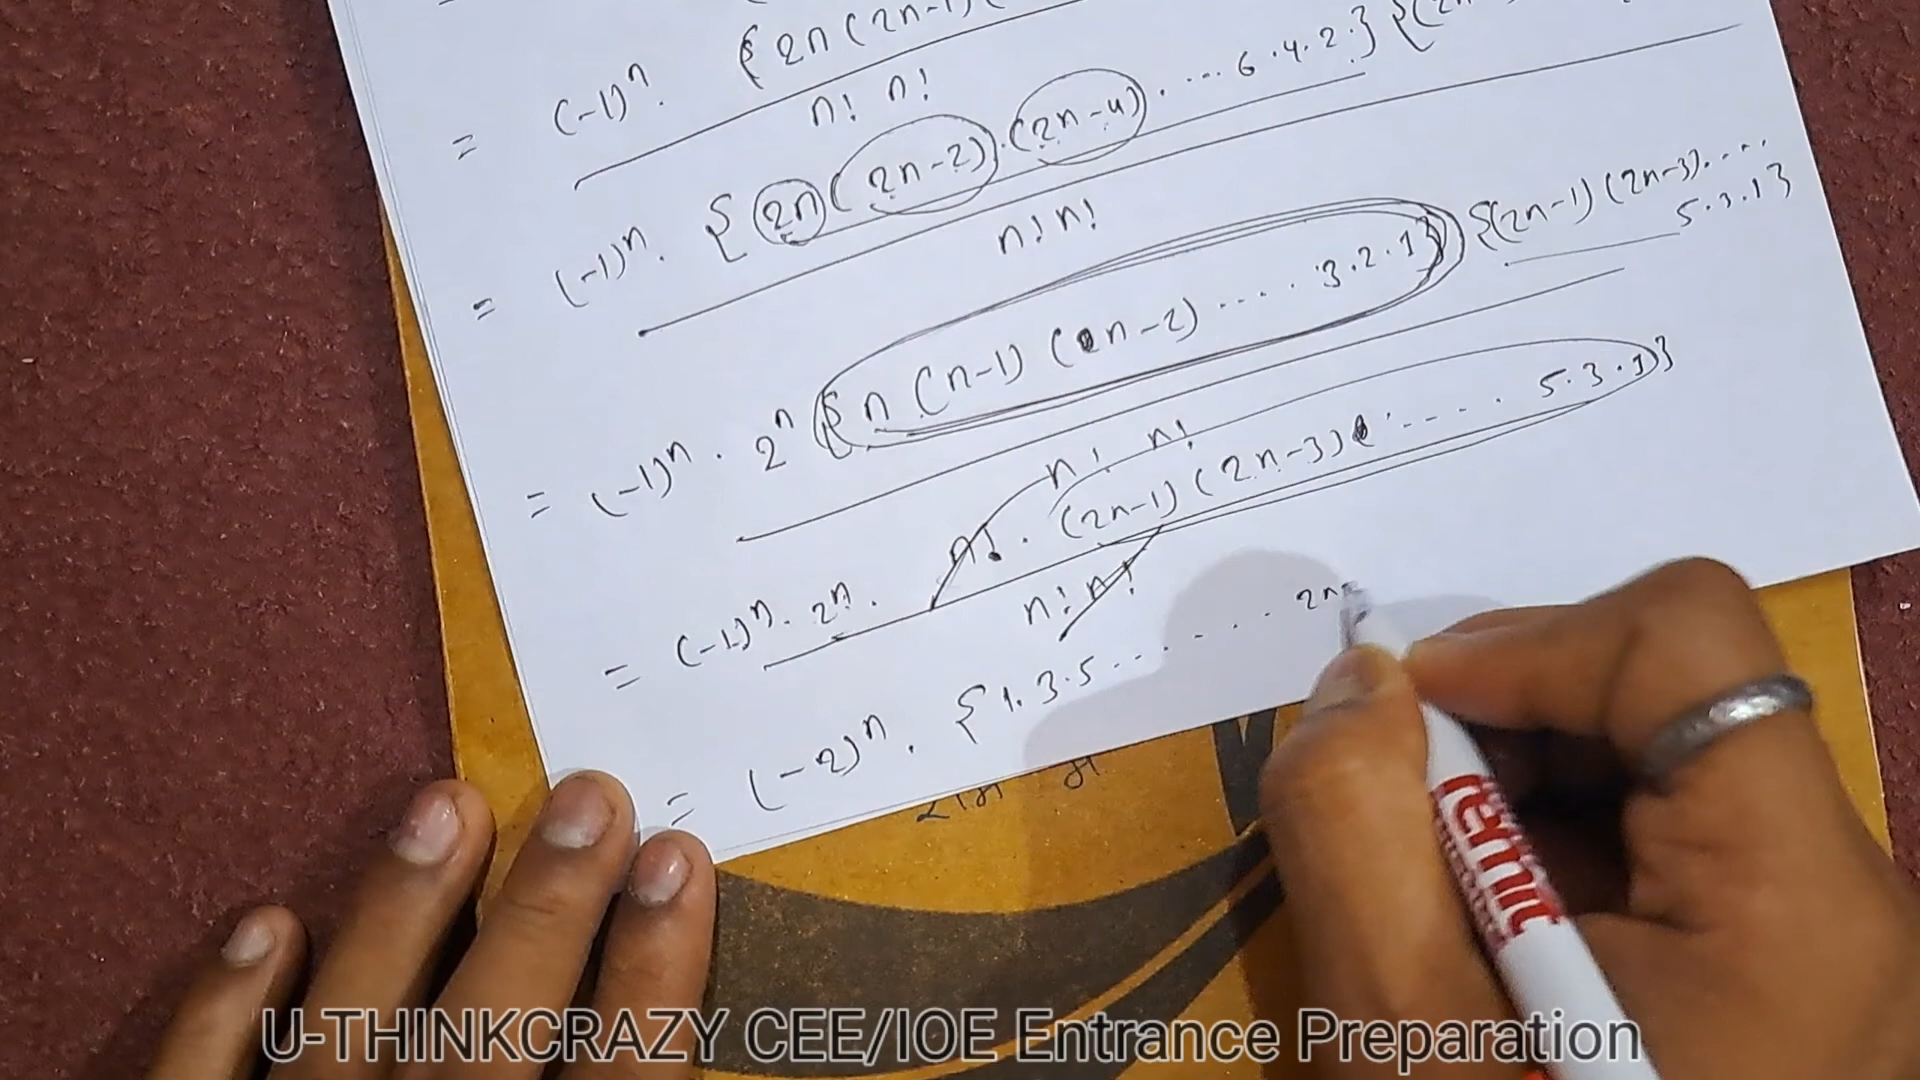 = (-1)ⁿ. {2n(2n-1)(
n! n!
= (-1)ⁿ. {2n(2n-2).(2n-4). ... 6.4.2.} {(2n
n! n!
= (-1)ⁿ. 2ⁿ {n(n-1)(n-2) .... 3.2.1} {(2n-1)(2n-3)....
5.3.1}
n! n!
= (-1)ⁿ. 2ⁿ. n!. (2n-1)(2n-3) .... 5.3.1}
n! n!
= (-2)ⁿ. {1.3.5 ...... 2n
remic
U-THINKCRAZY CEE/IOE Entrance Preparation